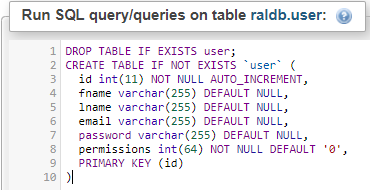 Run SQL query/queries on table raldb.user:
1 DROP TABLE IF EXISTS user;
2 CREATE TABLE IF NOT EXISTS `user` (
3 id int(11) NOT NULL AUTO_INCREMENT,
4 fname varchar(255) DEFAULT NULL,
5 lname varchar(255) DEFAULT NULL,
6 email varchar(255) DEFAULT NULL,
7 password varchar(255) DEFAULT NULL,
8 permissions int(64) NOT NULL DEFAULT '0',
9 PRIMARY KEY (id)
10 )